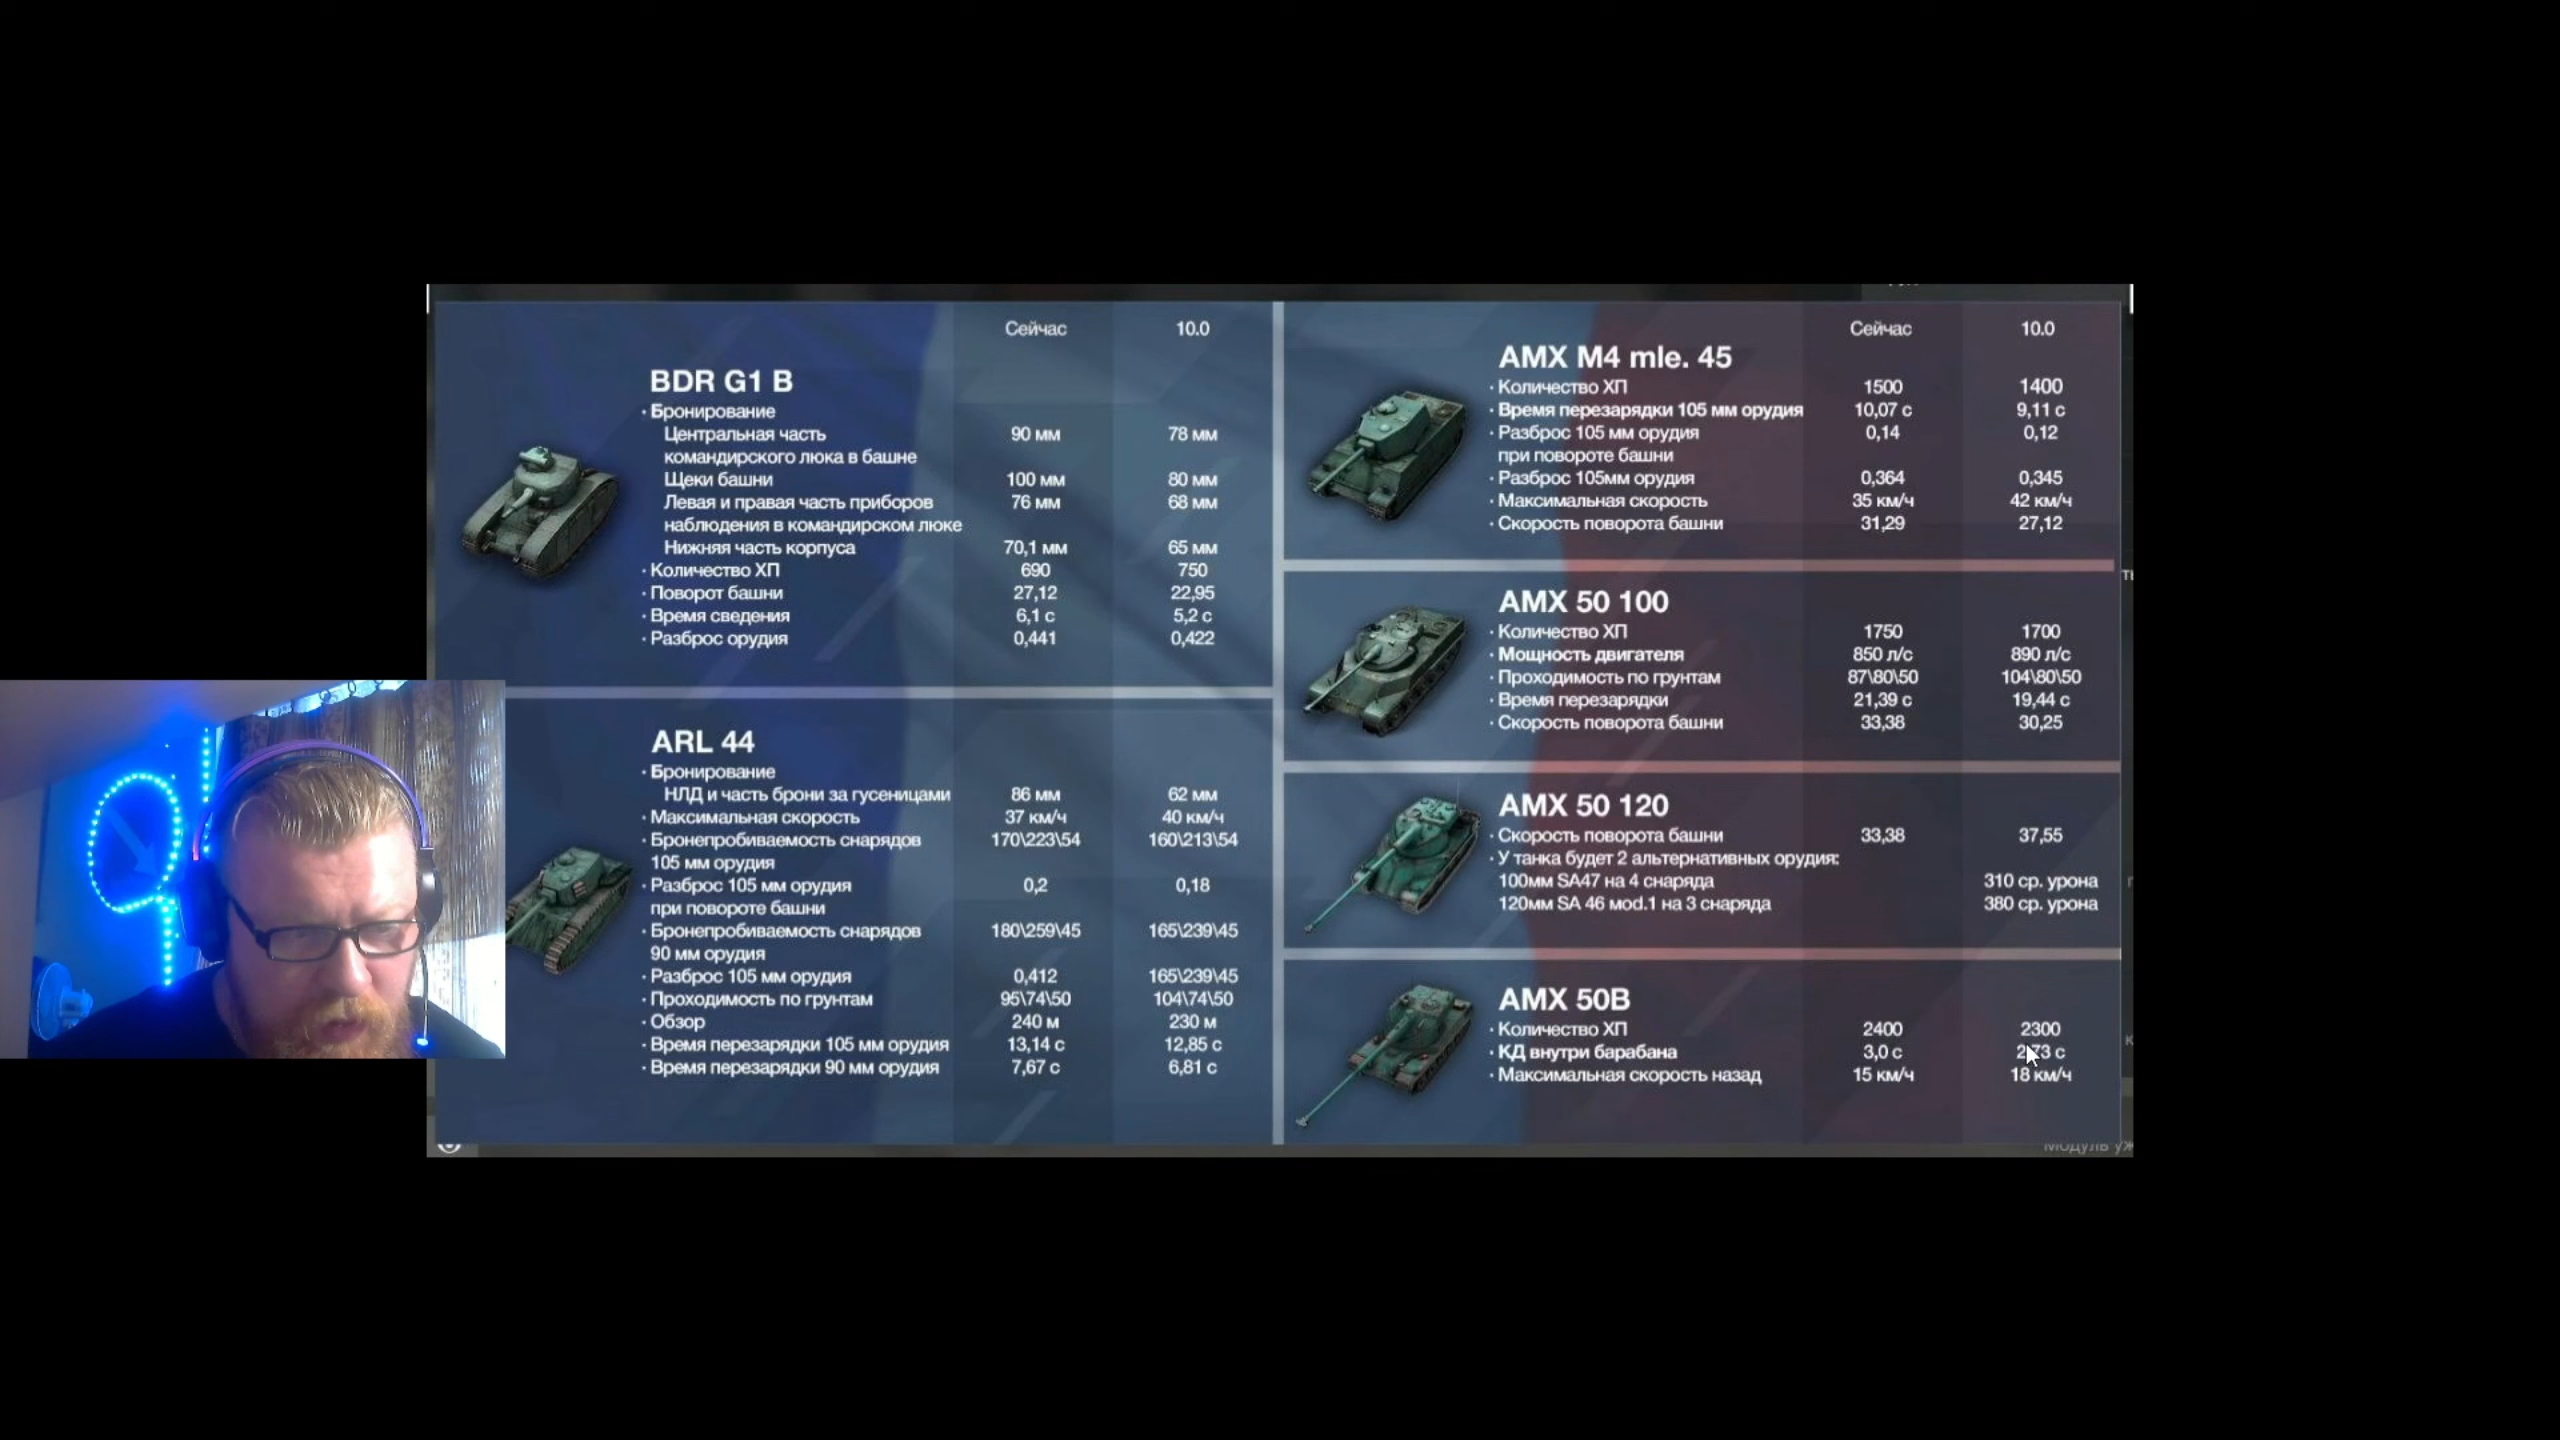 Сейчас 10.0
BDR G1 B
· Бронирование
Центральная часть 90 мм 78 мм
командирского люка в башне
Щеки башни 100 мм 80 мм
Левая и правая часть приборов 76 мм 68 мм
наблюдения в командирском люке
Нижняя часть корпуса 70,1 мм 65 мм
· Количество ХП 690 750
· Поворот башни 27,12 22,95
· Время сведения 6,1 с 5,2 с
· Разброс орудия 0,441 0,422
ARL 44
· Бронирование
НЛД и часть брони за гусеницами 86 мм 62 мм
· Максимальная скорость 37 км/ч 40 км/ч
· Бронепробиваемость снарядов 170\223\54 160\213\54
105 мм орудия
· Разброс 105 мм орудия 0,2 0,18
при повороте башни
· Бронепробиваемость снарядов 180\259\45 165\239\45
90 мм орудия
· Разброс 105 мм орудия 0,412 165\239\45
· Проходимость по грунтам 95\74\50 104\74\50
· Обзор 240 м 230 м
· Время перезарядки 105 мм орудия 13,14 с 12,85 с
· Время перезарядки 90 мм орудия 7,67 с 6,81 с
Сейчас 10.0
AMX M4 mle. 45
· Количество ХП 1500 1400
· Время перезарядки 105 мм орудия 10,07 с 9,11 с
· Разброс 105 мм орудия 0,14 0,12
при повороте башни
· Разброс 105мм орудия 0,364 0,345
· Максимальная скорость 35 км/ч 42 км/ч
· Скорость поворота башни 31,29 27,12
AMX 50 100
· Количество ХП 1750 1700
· Мощность двигателя 850 л/с 890 л/с
· Проходимость по грунтам 87\80\50 104\80\50
· Время перезарядки 21,39 с 19,44 с
· Скорость поворота башни 33,38 30,25
AMX 50 120
· Скорость поворота башни 33,38 37,55
· У танка будет 2 альтернативных орудия:
100мм SA47 на 4 снаряда 310 ср. урона
120мм SA 46 mod.1 на 3 снаряда 380 ср. урона
AMX 50B
· Количество ХП 2400 2300
· КД внутри барабана 3,0 с 2,73 с
· Максимальная скорость назад 15 км/ч 18 км/ч
Модуль уж